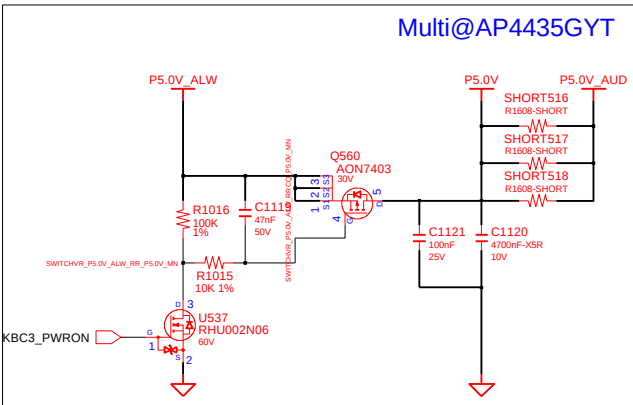 Multi@AP4435GYT
P5.0V_ALW
P5.0V
P5.0V_AUD
SHORT516
R1608-SHORT
SHORT517
R1608-SHORT
SHORT518
R1608-SHORT
Q560
AON7403
30V
3
2
1
S3
S2
S1
5
D
4
G
R1016
100K
1%
C1119
47nF
50V
SWITCHVR_P5.0V_ALW_RR_P5.0V_MN
R1015
10K 1%
C1121
100nF
25V
C1120
4700nF-X5R
10V
D
3
U537
RHU002N06
60V
KBC3_PWRON
G
1
S
2